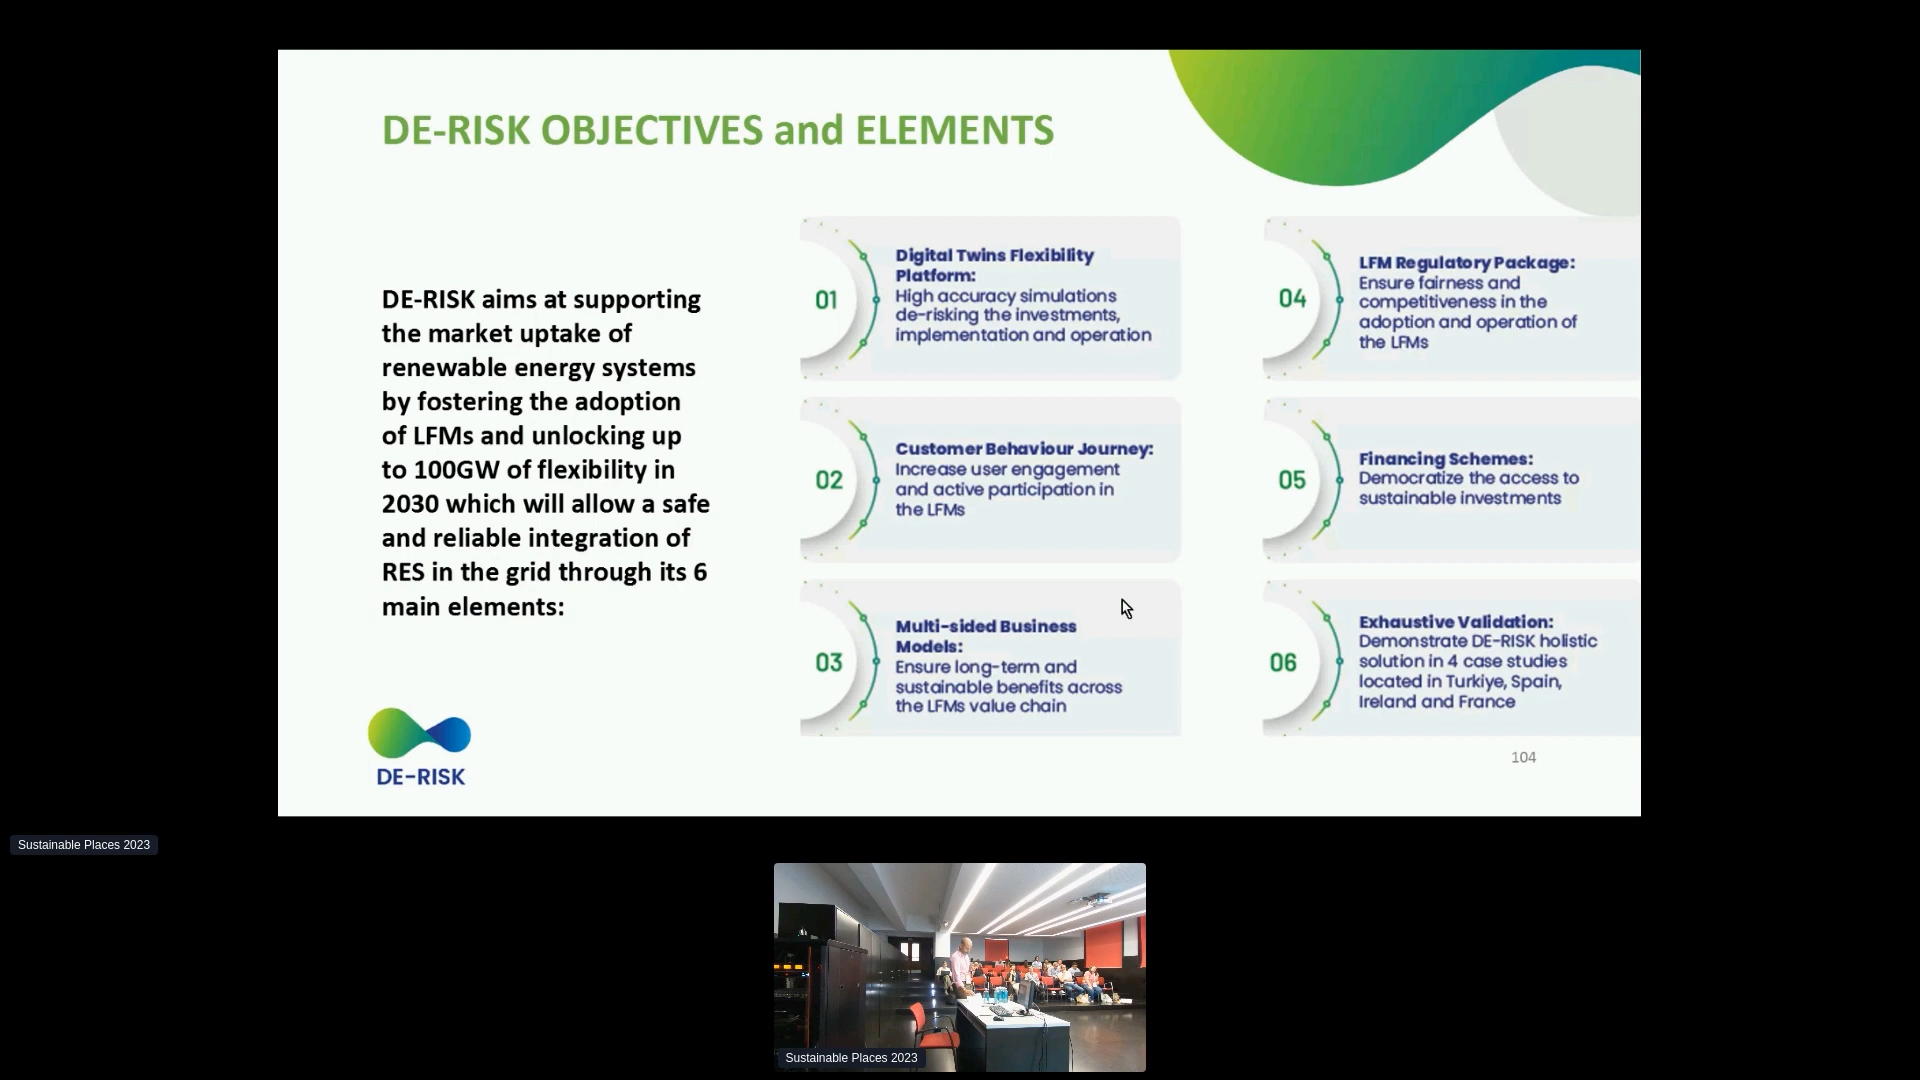 DE-RISK OBJECTIVES and ELEMENTS
DE-RISK aims at supporting
the market uptake of
renewable energy systems
by fostering the adoption
of LFMs and unlocking up
to 100GW of flexibility in
2030 which will allow a safe
and reliable integration of
RES in the grid through its 6
main elements:
01
Digital Twins Flexibility
Platform:
High accuracy simulations
de-risking the investments,
implementation and operation
02
Customer Behaviour Journey:
Increase user engagement
and active participation in
the LFMs
03
Multi-sided Business
Models:
Ensure long-term and
sustainable benefits across
the LFMs value chain
04
LFM Regulatory Package:
Ensure fairness and
competitiveness in the
adoption and operation of
the LFMs
05
Financing Schemes:
Democratize the access to
sustainable investments
06
Exhaustive Validation:
Demonstrate DE-RISK holistic
solution in 4 case studies
located in Turkiye, Spain,
Ireland and France
DE-RISK
104
Sustainable Places 2023
Sustainable Places 2023